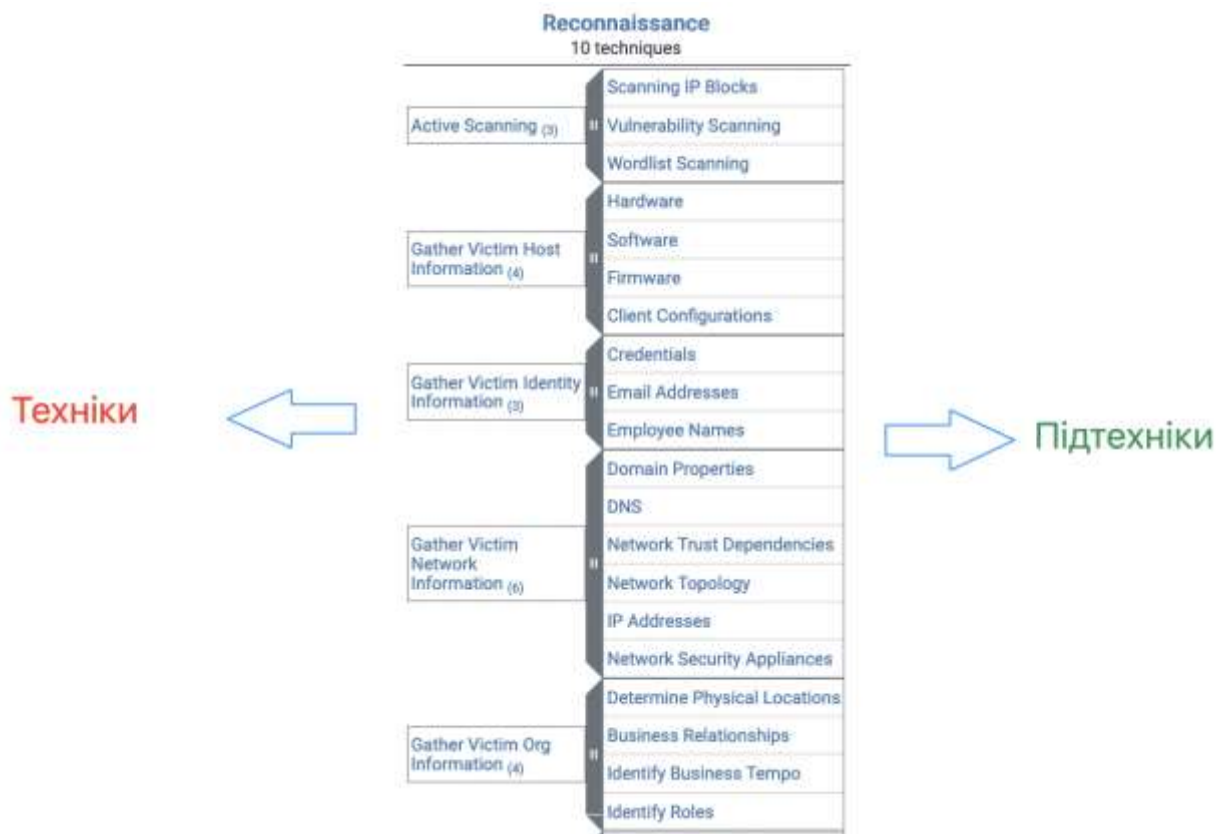 Reconnaissance
10 techniques
Active Scanning (3)
Scanning IP Blocks
Vulnerability Scanning
Wordlist Scanning
Gather Victim Host
Information (4)
Hardware
Software
Firmware
Client Configurations
Gather Victim Identity
Information (3)
Credentials
Email Addresses
Employee Names
Gather Victim
Network
Information (6)
Domain Properties
DNS
Network Trust Dependencies
Network Topology
IP Addresses
Network Security Appliances
Gather Victim Org
Information (4)
Determine Physical Locations
Business Relationships
Identify Business Tempo
Identify Roles
Техніки
Підтехніки